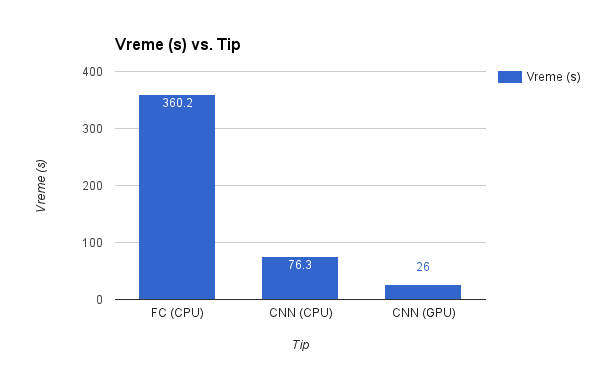 Vreme (s) vs. Tip
Vreme (s)
400
300
200
100
0
Vreme (s)
360.2
76.3
26
FC (CPU)
CNN (CPU)
CNN (GPU)
Tip